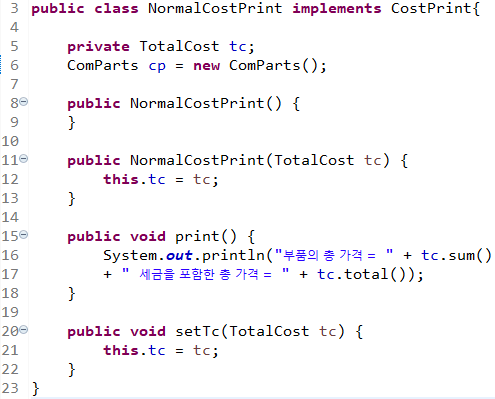 3 public class NormalCostPrint implements CostPrint{
4
5     private TotalCost tc;
6     ComParts cp = new ComParts();
7
8     public NormalCostPrint() {
9     }
10
11     public NormalCostPrint(TotalCost tc) {
12         this.tc = tc;
13     }
14
15     public void print() {
16         System.out.println("부품의 총 가격 = " + tc.sum()
17         + " 세금을 포함한 총 가격 = " + tc.total());
18     }
19
20     public void setTc(TotalCost tc) {
21         this.tc = tc;
22     }
23 }